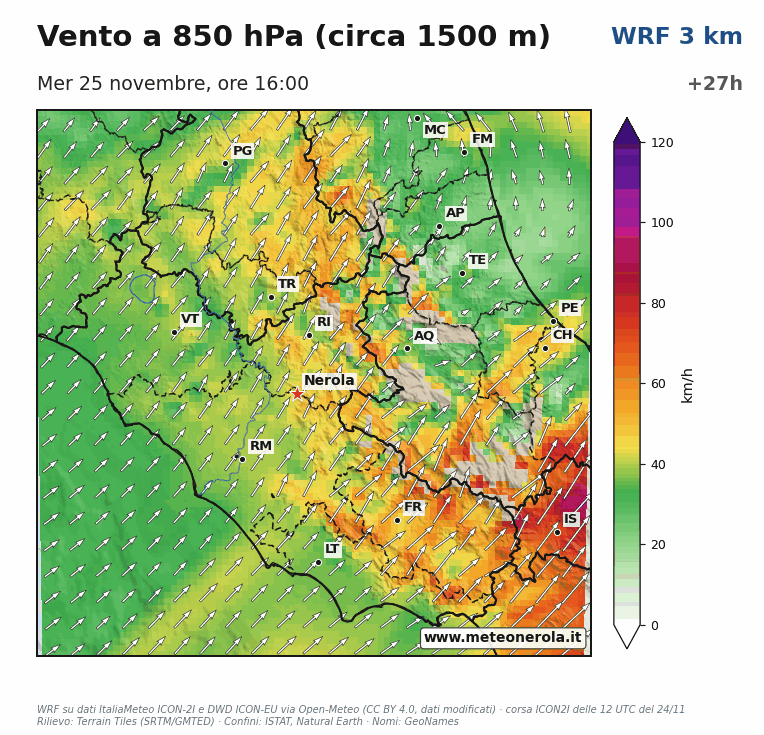 Vento a 850 hPa (circa 1500 m)
WRF 3 km
Mer 25 novembre, ore 16:00
+27h
MC
FM
PG
AP
TE
TR
PE
VT
RI
AQ
CH
Nerola
RM
FR
IS
LT
www.meteonerola.it
120
100
80
60
40
20
0
km/h
WRF su dati ItaliaMeteo ICON-2I e DWD ICON-EU via Open-Meteo (CC BY 4.0, dati modificati) · corsa ICON2I delle 12 UTC del 24/11
Rilievo: Terrain Tiles (SRTM/GMTED) · Confini: ISTAT, Natural Earth · Nomi: GeoNames